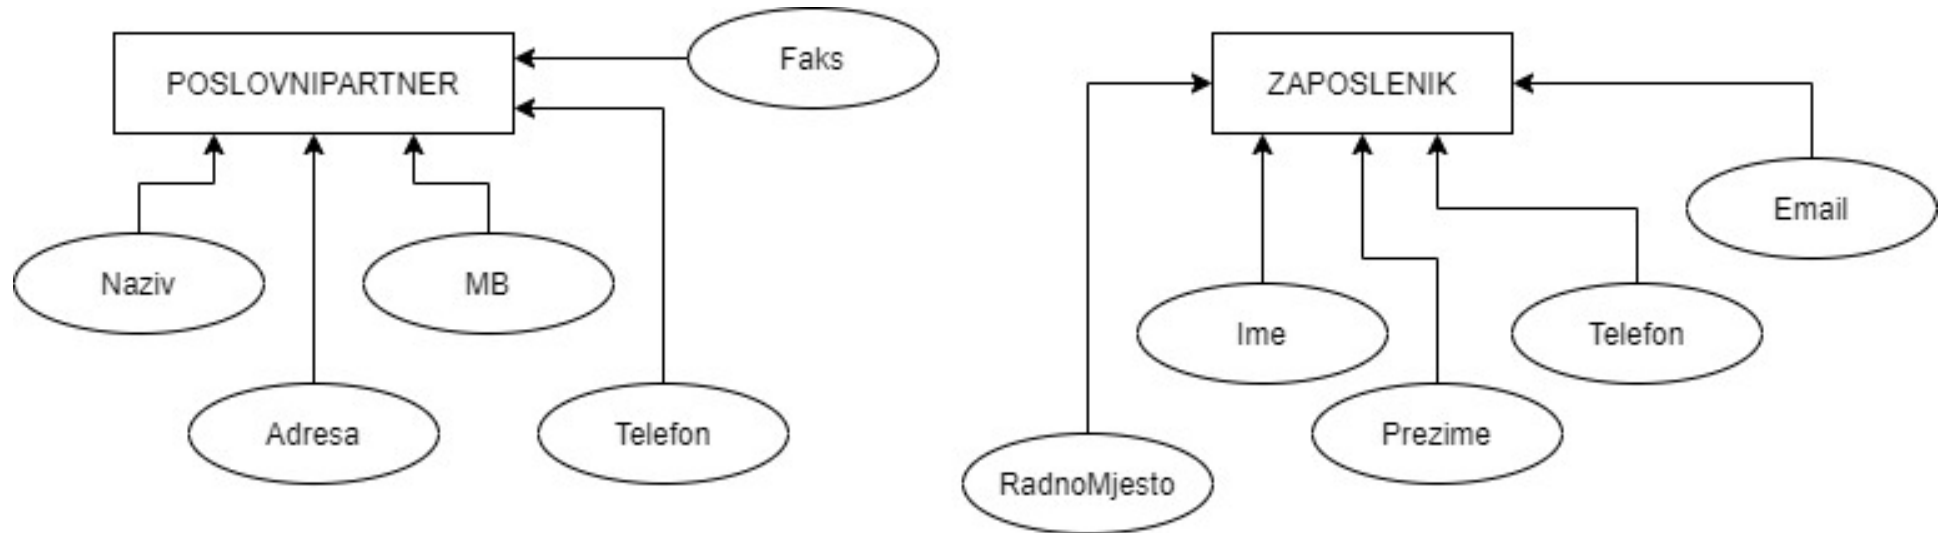 POSLOVNIPARTNER
Faks
Naziv
MB
Adresa
Telefon
ZAPOSLENIK
Email
Ime
Telefon
Prezime
RadnoMjesto